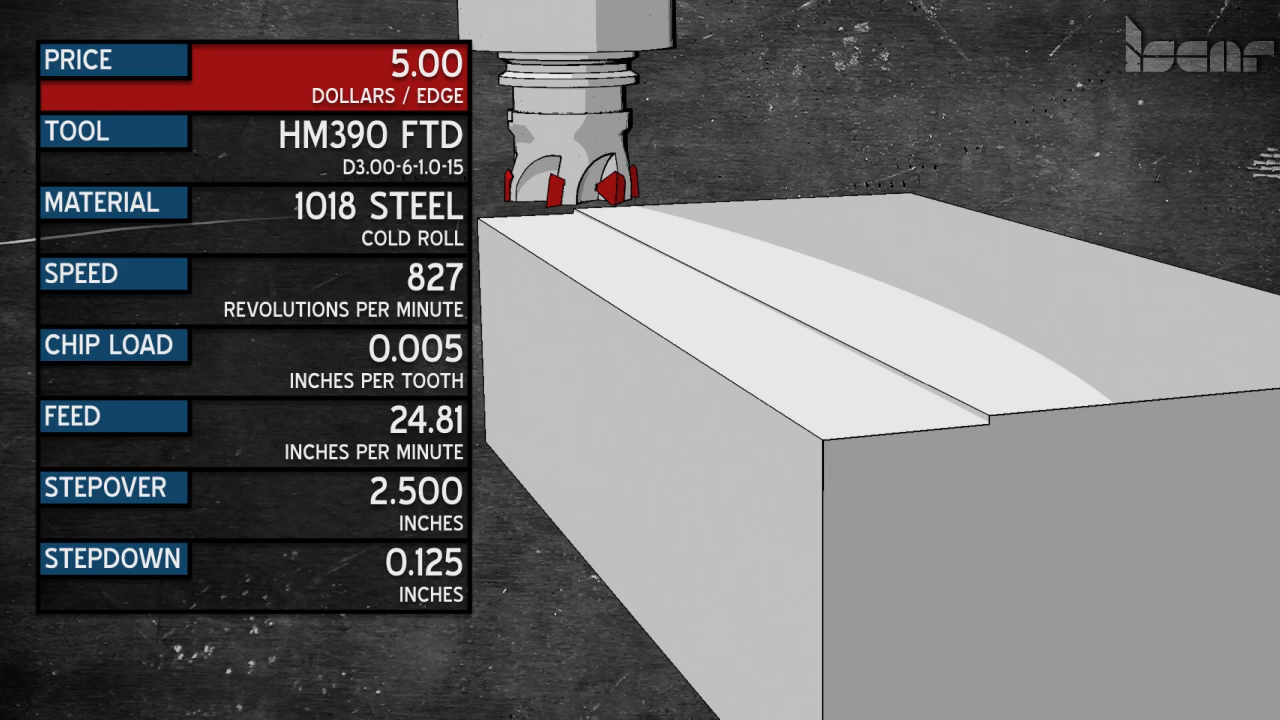 PRICE
5.00
DOLLARS / EDGE
TOOL
HM390 FTD
D3.00-6-1.0-15
MATERIAL
1018 STEEL
COLD ROLL
SPEED
827
REVOLUTIONS PER MINUTE
CHIP LOAD
0.005
INCHES PER TOOTH
FEED
24.81
INCHES PER MINUTE
STEPOVER
2.500
INCHES
STEPDOWN
0.125
INCHES
iscar